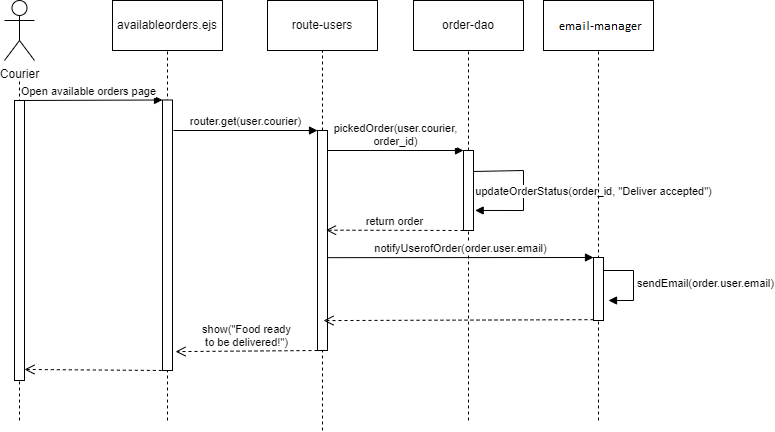 availableorders.ejs
route-users
order-dao
email-manager
Courier
Open available orders page
router.get(user.courier)
pickedOrder(user.courier,
order_id)
updateOrderStatus(order_id, "Deliver accepted")
return order
notifyUserofOrder(order.user.email)
sendEmail(order.user.email)
show("Food ready
to be delivered!")